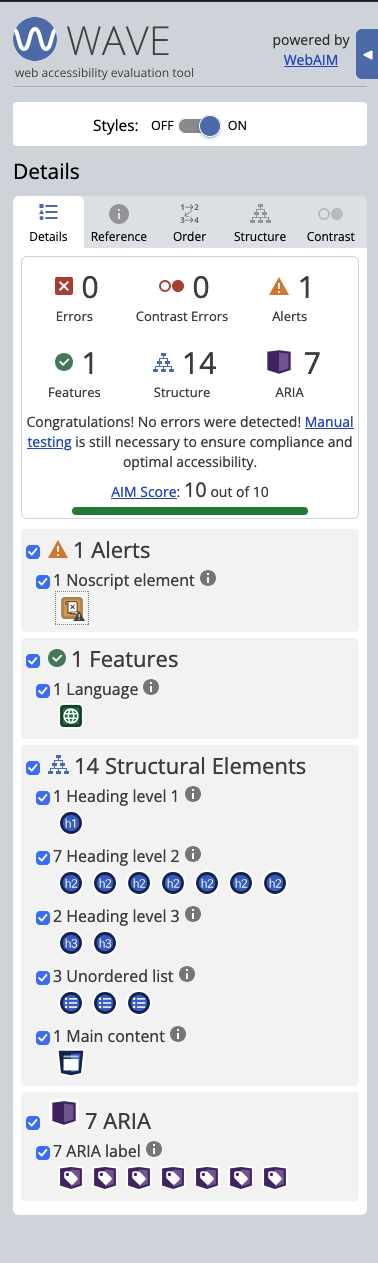 WAVE
web accessibility evaluation tool
powered by
WebAIM
Styles: OFF ON
Details
Details Reference Order Structure Contrast
0 0 1
Errors Contrast Errors Alerts
1 14 7
Features Structure ARIA
Congratulations! No errors were detected! Manual
testing is still necessary to ensure compliance and
optimal accessibility.
AIM Score: 10 out of 10
1 Alerts
1 Noscript element
1 Features
1 Language
14 Structural Elements
1 Heading level 1
h1
7 Heading level 2
h2 h2 h2 h2 h2 h2 h2
2 Heading level 3
h3 h3
3 Unordered list
1 Main content
7 ARIA
7 ARIA label